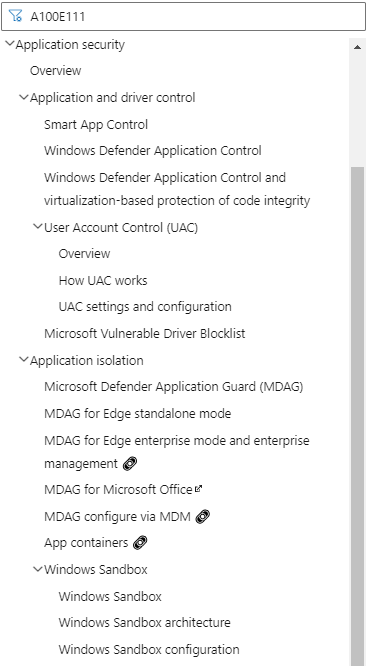 A100E111
Application security
Overview
Application and driver control
Smart App Control
Windows Defender Application Control
Windows Defender Application Control and
virtualization-based protection of code integrity
User Account Control (UAC)
Overview
How UAC works
UAC settings and configuration
Microsoft Vulnerable Driver Blocklist
Application isolation
Microsoft Defender Application Guard (MDAG)
MDAG for Edge standalone mode
MDAG for Edge enterprise mode and enterprise
management
MDAG for Microsoft Office
MDAG configure via MDM
App containers
Windows Sandbox
Windows Sandbox
Windows Sandbox architecture
Windows Sandbox configuration